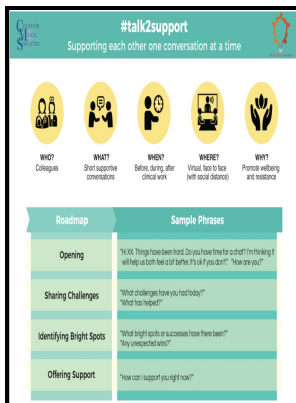 #talk2support
Supporting each other one conversation at a time
WHO?
Colleagues
WHAT?
Short supportive
conversations
WHEN?
Before, during, after
clinical work
WHERE?
Virtual, face to face
(with social distance)
WHY?
Promote wellbeing
and resistance
Roadmap
Sample Phrases
Opening
"Hi XX. Things have been hard. Do you have time for a chat? I'm thinking it
will help us both feel a bit better. It's ok if you don't." "How are you?"
Sharing Challenges
"What challenges have you had today?"
"What has helped?"
Identifying Bright Spots
"What bright spots or successes have there been?"
"Any unexpected wins?"
Offering Support
"How can I support you right now?"